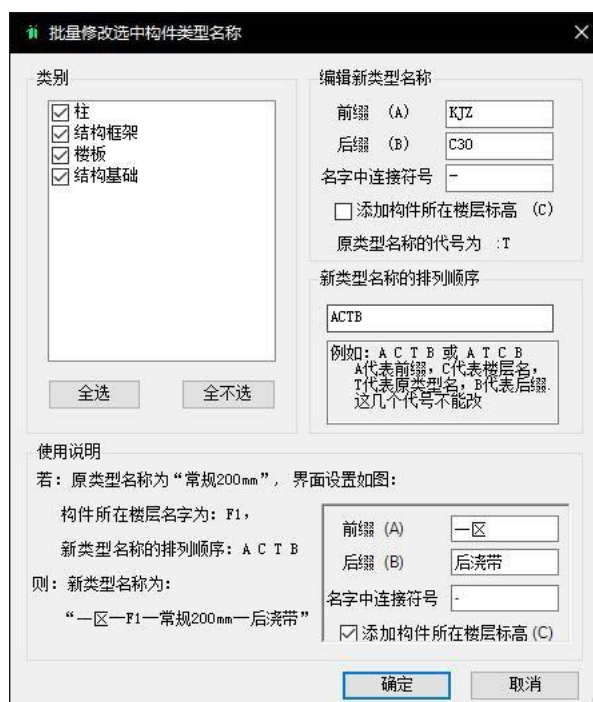 批量修改选中构件类型名称
类别
柱
结构框架
楼板
结构基础
全选
全不选
编辑新类型名称
前缀 (A) KJZ
后缀 (B) C30
名字中连接符号 -
添加构件所在楼层标高 (C)
原类型名称的代号为 :T
新类型名称的排列顺序
ACTB
例如: A C T B 或 A T C B
A代表前缀, C代表楼层名,
T代表原类型名, B代表后缀.
这几个代号不能改
使用说明
若: 原类型名称为“常规200mm”, 界面设置如图:
构件所在楼层名字为: F1,
新类型名称的排列顺序: A C T B
则: 新类型名称为:
“一区一F1一常规200mm一后浇带”
前缀 (A) 一区
后缀 (B) 后浇带
名字中连接符号 -
添加构件所在楼层标高 (C)
确定
取消